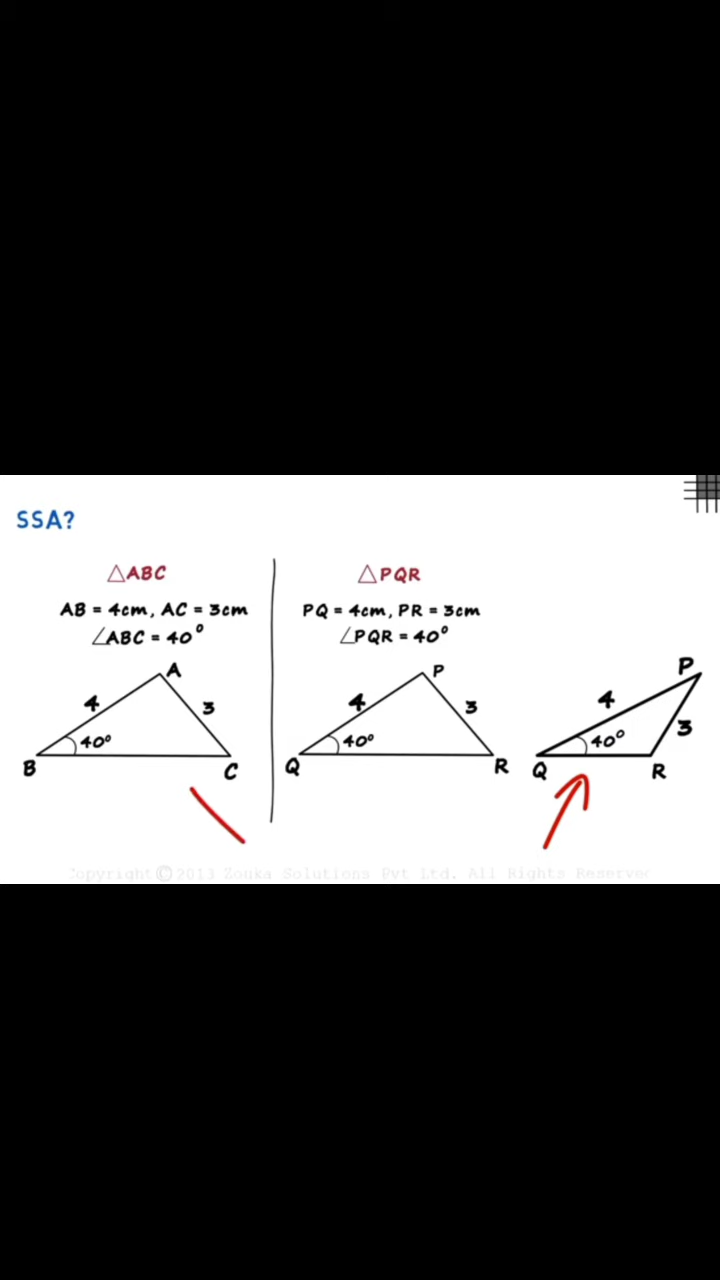 SSA?
△ABC
AB = 4cm, AC = 3cm
∠ABC = 40°
A
4
3
40°
B
C
△PQR
PQ = 4cm, PR = 3cm
∠PQR = 40°
P
4
3
40°
Q
R
P
4
3
40°
Q
R
Copyright © 2013 Zouka Solutions Pvt Ltd. All Rights Reserved